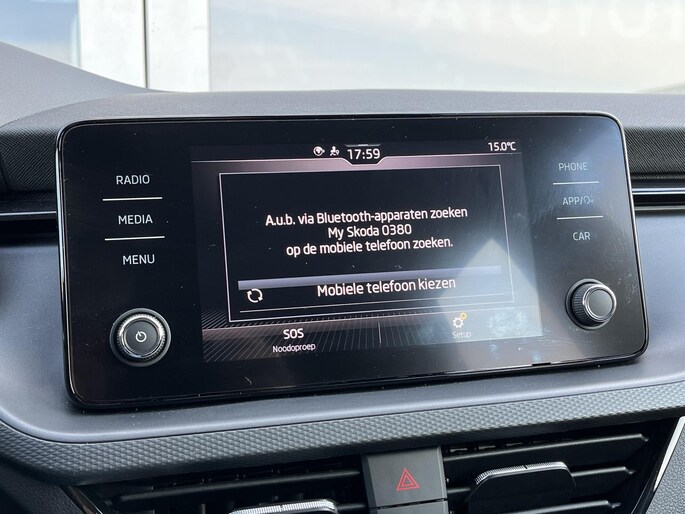 17:59
15.0°C
RADIO
MEDIA
MENU
PHONE
APP/
CAR
A.u.b. via Bluetooth-apparaten zoeken
My Skoda 0380
op de mobiele telefoon zoeken.
Mobiele telefoon kiezen
SOS
Noodoproep
Setup